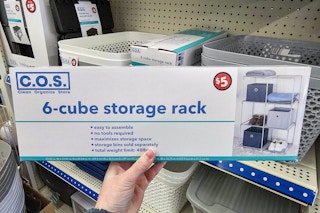 C.O.S.
$5
C.O.S.
Clean Organize Store
$5
6-cube storage rack
• easy to assemble
• no tools required
• maximizes storage space
• storage bins sold separately
• total weight limit: